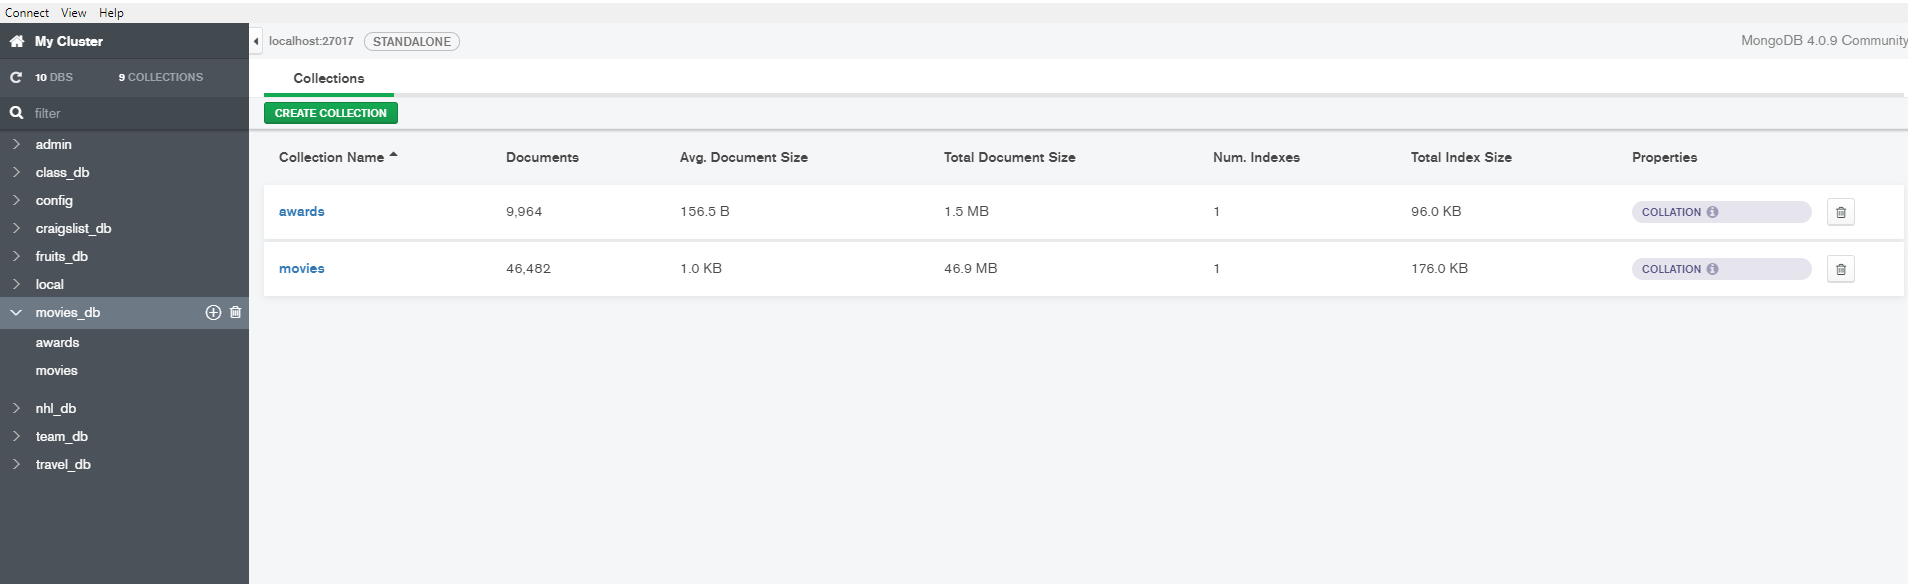 Connect View Help
My Cluster
localhost:27017 STANDALONE
MongoDB 4.0.9 Community
10 DBS 9 COLLECTIONS
filter
admin
class_db
config
craigslist_db
fruits_db
local
movies_db
awards
movies
nhl_db
team_db
travel_db
Collections
CREATE COLLECTION
Collection Name Documents Avg. Document Size Total Document Size Num. Indexes Total Index Size Properties
awards 9,964 156.5 B 1.5 MB 1 96.0 KB COLLATION
movies 46,482 1.0 KB 46.9 MB 1 176.0 KB COLLATION